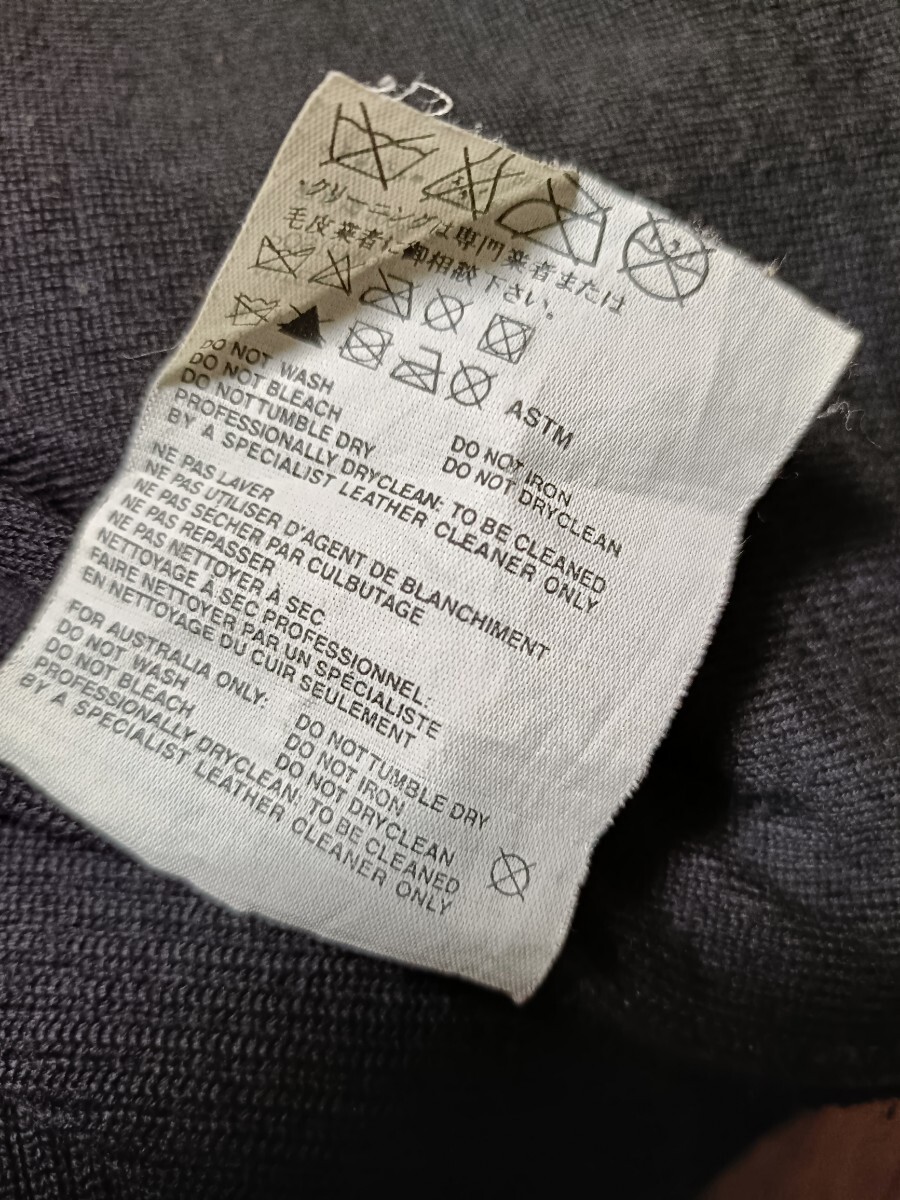 クリーニングは専門業者または
毛皮業者に御相談下さい。
ASTM
DO NOT WASH
DO NOT BLEACH DO NOT IRON
DO NOT TUMBLE DRY DO NOT DRYCLEAN
PROFESSIONALLY DRYCLEAN: TO BE CLEANED
BY A SPECIALIST LEATHER CLEANER ONLY
NE PAS LAVER
NE PAS UTILISER D'AGENT DE BLANCHIMENT
NE PAS SÉCHER PAR CULBUTAGE
NE PAS REPASSER
NE PAS NETTOYER À SEC
NETTOYAGE À SEC PROFESSIONNEL:
FAIRE NETTOYER PAR UN SPÉCIALISTE
EN NETTOYAGE DU CUIR SEULEMENT
FOR AUSTRALIA ONLY:
DO NOT WASH DO NOT TUMBLE DRY
DO NOT BLEACH DO NOT IRON
DO NOT DRYCLEAN
PROFESSIONALLY DRYCLEAN: TO BE CLEANED
BY A SPECIALIST LEATHER CLEANER ONLY